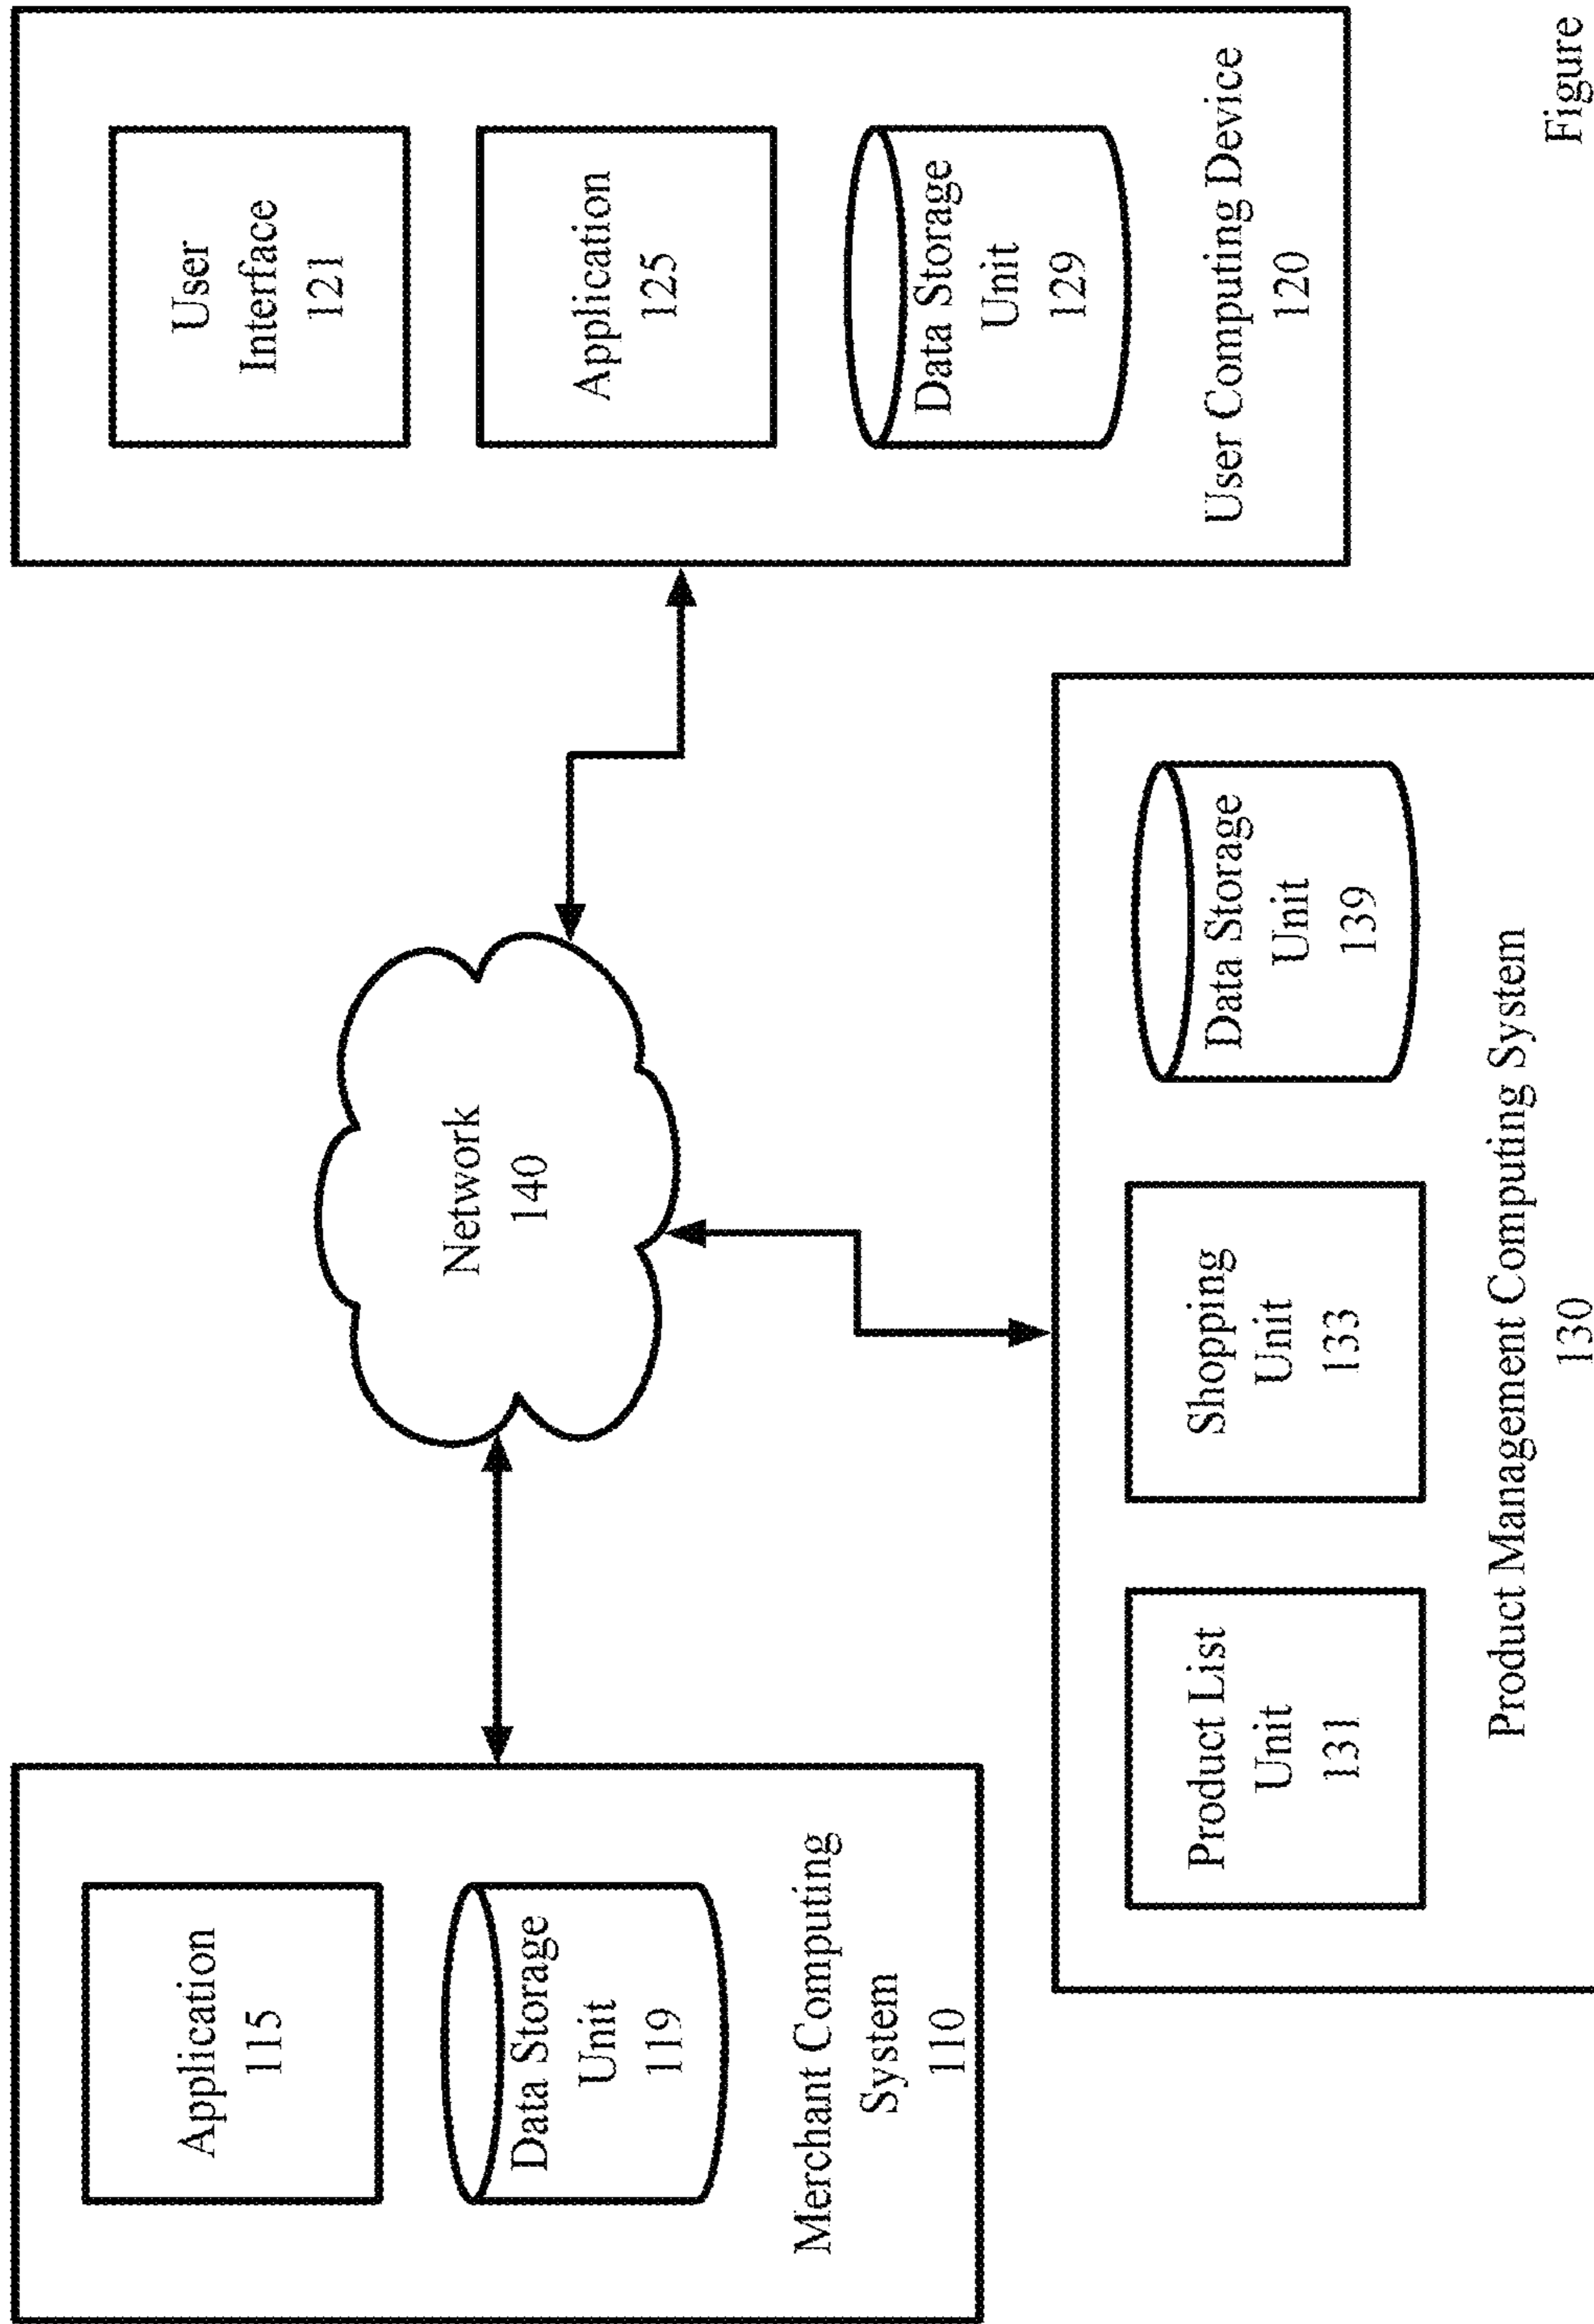 Application
115
Data Storage
Unit
119
Merchant Computing
System
110
Network
140
User
Interface
121
Application
125
Data Storage
Unit
129
User Computing Device
120
Product List
Unit
131
Shopping
Unit
133
Data Storage
Unit
139
Product Management Computing System
130
Figure